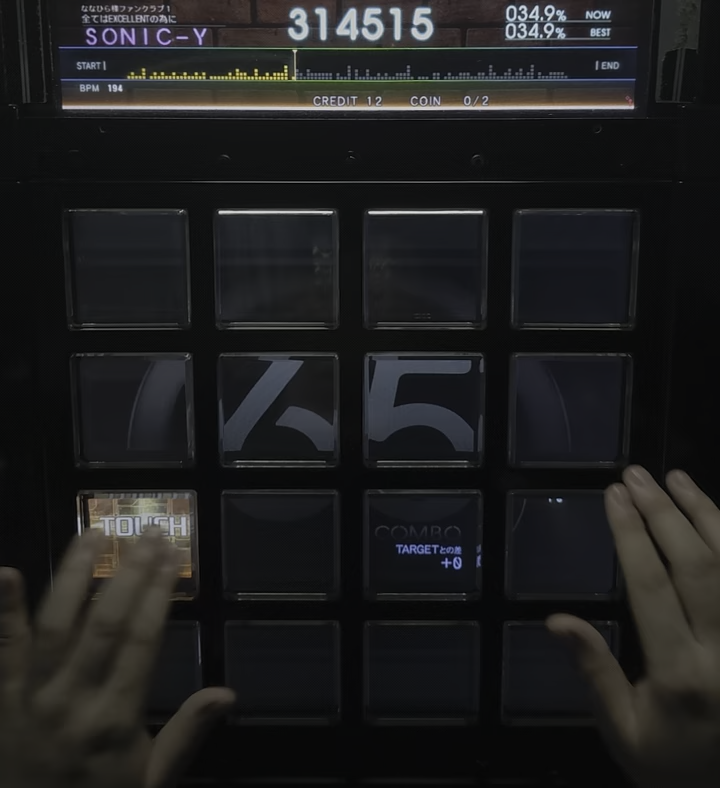 ななひら様ファンクラブ1
全てはEXCELLENTの為に
SONIC-Y
314515
034.9% NOW
034.9% BEST
START
END
BPM 194
CREDIT 12 COIN 0/2
65
TOUCH
COMBO
TARGETとの差
+0